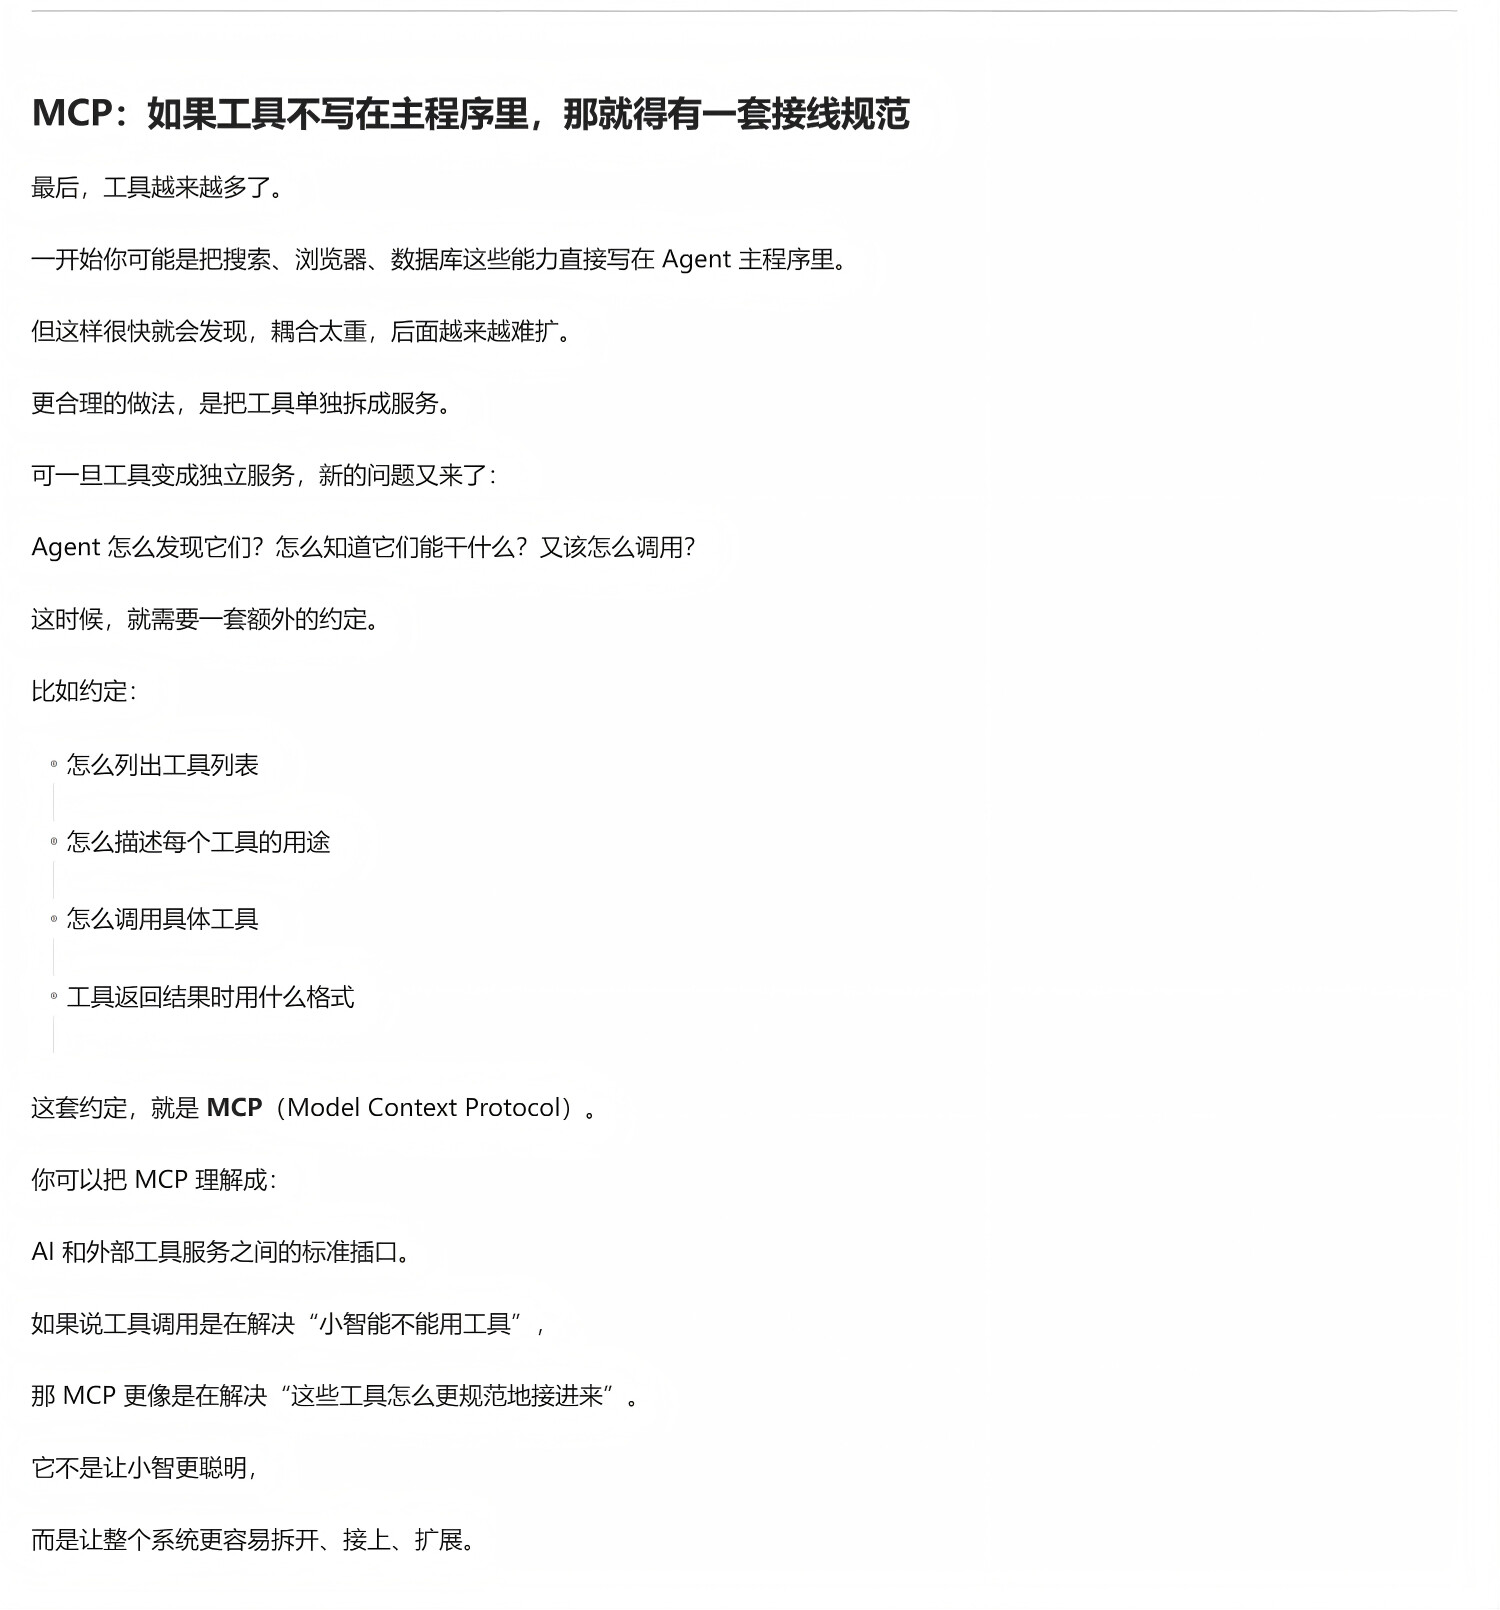 MCP：如果工具不写在主程序里，那就得有一套接线规范
最后，工具越来越多了。
一开始你可能是把搜索、浏览器、数据库这些能力直接写在 Agent 主程序里。
但这样很快就会发现，耦合太重，后面越来越难扩。
更合理的做法，是把工具单独拆成服务。
可一旦工具变成独立服务，新的问题又来了：
Agent 怎么发现它们？怎么知道它们能干什么？又该怎么调用？
这时候，就需要一套额外的约定。
比如约定：
怎么列出工具列表
怎么描述每个工具的用途
怎么调用具体工具
工具返回结果时用什么格式
这套约定，就是 MCP（Model Context Protocol）。
你可以把 MCP 理解成：
AI 和外部工具服务之间的标准插口。
如果说工具调用是在解决“小智能不能用工具”，
那 MCP 更像是在解决“这些工具怎么更规范地接进来”。
它不是让小智更聪明，
而是让整个系统更容易拆开、接上、扩展。